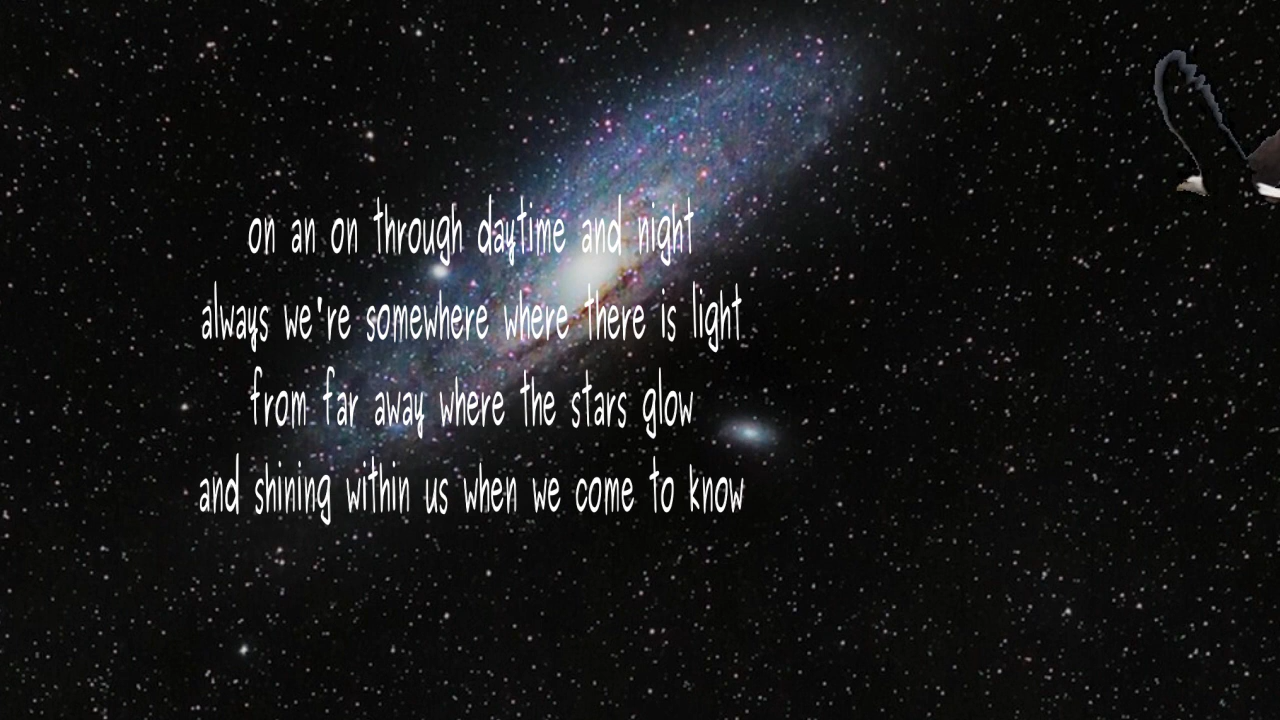 on an on through daytime and night
always we're somewhere where there is light
from far away where the stars glow
and shining within us when we come to know